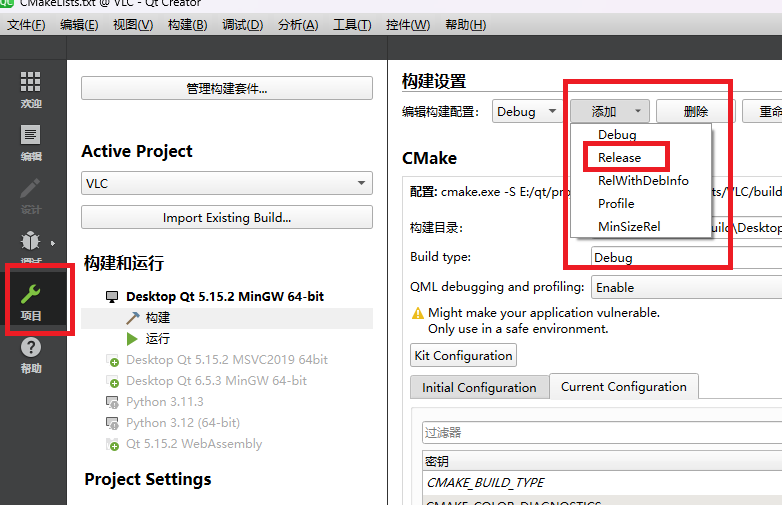 CMakeLists.txt @ VLC - Qt Creator
文件(F) 编辑(E) 视图(V) 构建(B) 调试(D) 分析(A) 工具(T) 控件(W) 帮助(H)
欢迎
编辑
设计
调试
项目
帮助
管理构建套件...
Active Project
VLC
Import Existing Build...
构建和运行
Desktop Qt 5.15.2 MinGW 64-bit
构建
运行
Desktop Qt 5.15.2 MSVC2019 64bit
Desktop Qt 6.5.3 MinGW 64-bit
Python 3.11.3
Python 3.12 (64-bit)
Qt 5.15.2 WebAssembly
Project Settings
构建设置
编辑构建配置: Debug 添加 删除 重命
Debug
Release
RelWithDebInfo
Profile
MinSizeRel
CMake
配置: cmake.exe -S E:/qt/pro ts/VLC/build
构建目录: uild\Desktop
Build type: Debug
QML debugging and profiling: Enable
Might make your application vulnerable.
Only use in a safe environment.
Kit Configuration
Initial Configuration Current Configuration
过滤器
密钥
CMAKE_BUILD_TYPE
CMAKE_COLOR_DIAGNOSTICS